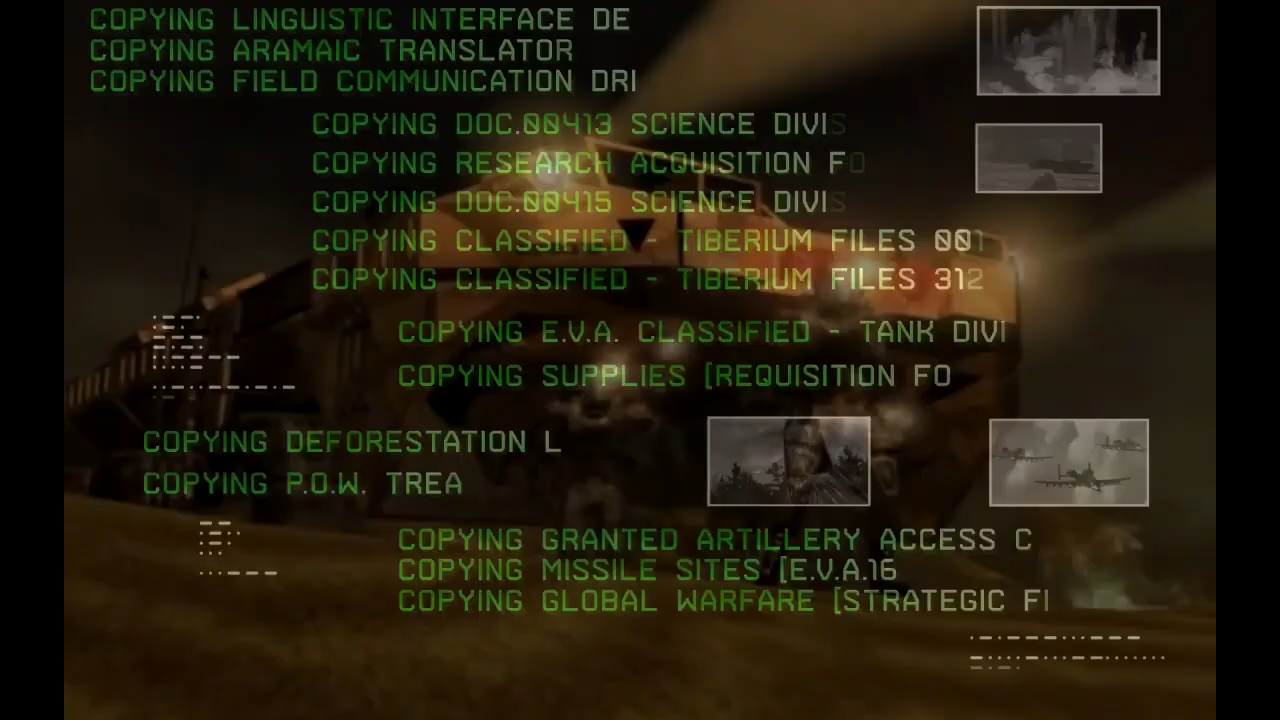 COPYING LINGUISTIC INTERFACE DE
COPYING ARAMAIC TRANSLATOR
COPYING FIELD COMMUNICATION DRI
COPYING DOC.00413 SCIENCE DIVIS
COPYING RESEARCH ACQUISITION FO
COPYING DOC.00415 SCIENCE DIVIS
COPYING CLASSIFIED - TIBERIUM FILES 001
COPYING CLASSIFIED - TIBERIUM FILES 312
COPYING E.V.A. CLASSIFIED - TANK DIVI
COPYING SUPPLIES [REQUISITION FO
COPYING DEFORESTATION L
COPYING P.O.W. TREA
COPYING GRANTED ARTILLERY ACCESS C
COPYING MISSILE SITES [E.V.A.16
COPYING GLOBAL WARFARE [STRATEGIC FI